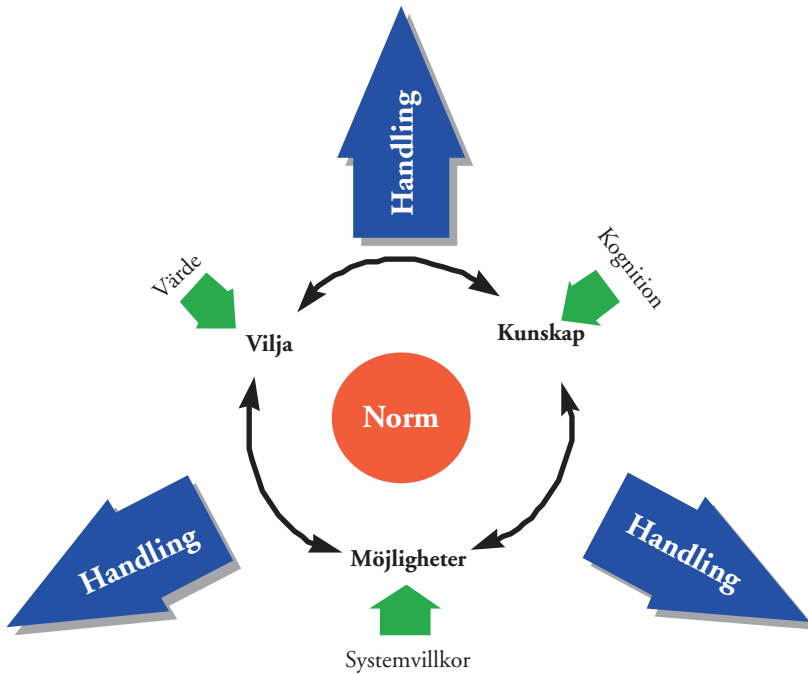 Handling
Värde
Kognition
Vilja
Kunskap
Norm
Handling
Handling
Möjligheter
Systemvillkor